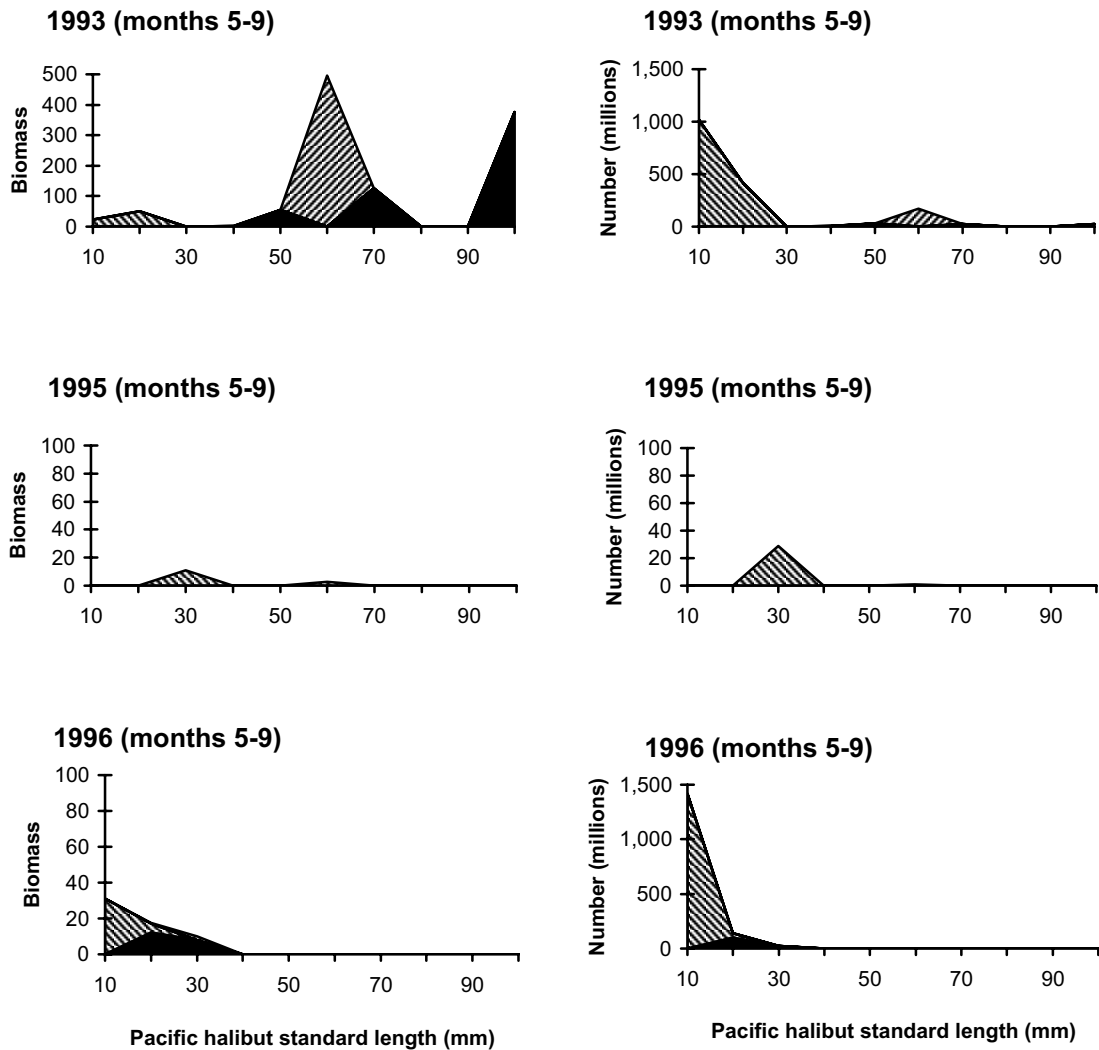 1993 (months 5-9)
Biomass
500
400
300
200
100
0
10 30 50 70 90
1993 (months 5-9)
Number (millions)
1,500
1,000
500
0
10 30 50 70 90
1995 (months 5-9)
Biomass
100
80
60
40
20
0
10 30 50 70 90
1995 (months 5-9)
Number (millions)
100
80
60
40
20
0
10 30 50 70 90
1996 (months 5-9)
Biomass
100
80
60
40
20
0
10 30 50 70 90
Pacific halibut standard length (mm)
1996 (months 5-9)
Number (millions)
1,500
1,000
500
0
10 30 50 70 90
Pacific halibut standard length (mm)